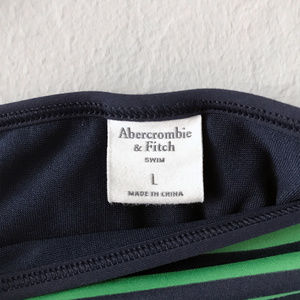 Abercrombie
& Fitch
SWIM
L
MADE IN CHINA